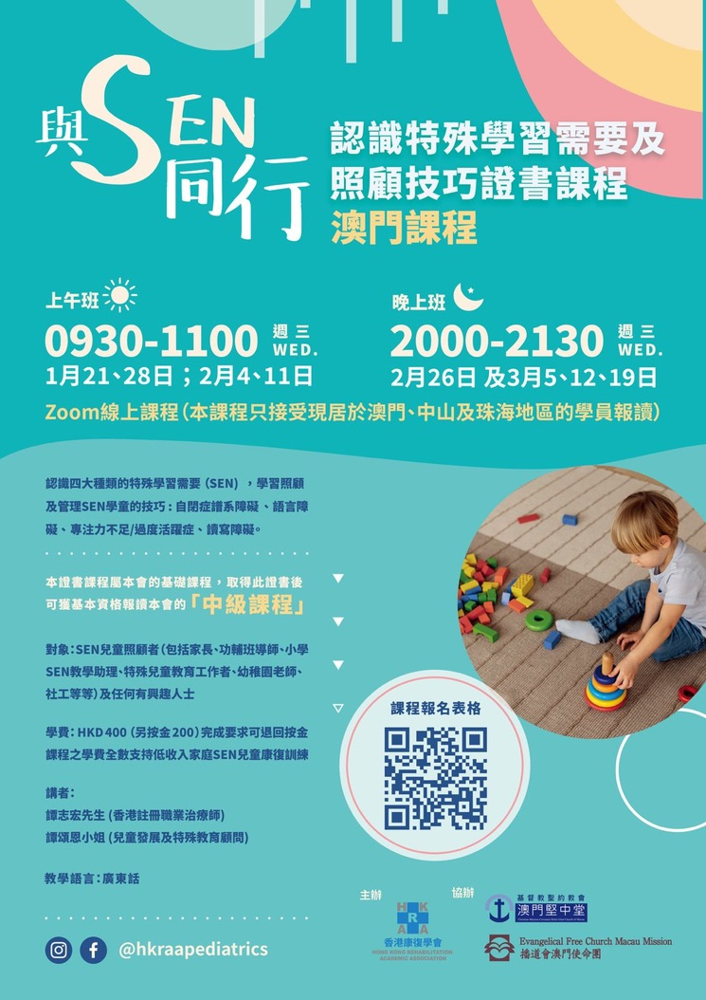 與SEN
同行
認識特殊學習需要及
照顧技巧證書課程
澳門課程
上午班
0930-1100 週三 WED.
1月21、28日；2月4、11日
晚上班
2000-2130 週三 WED.
2月26日 及3月5、12、19日
Zoom線上課程（本課程只接受現居於澳門、中山及珠海地區的學員報讀）
認識四大種類的特殊學習需要（SEN），學習照顧
及管理SEN學童的技巧：自閉症譜系障礙、語言障
礙、專注力不足/過度活躍症、讀寫障礙。
本證書課程屬本會的基礎課程，取得此證書後
可獲基本資格報讀本會的「中級課程」
對象：SEN兒童照顧者（包括家長、功輔班導師、小學
SEN教學助理、特殊兒童教育工作者、幼稚園老師、
社工等等）及任何有興趣人士
學費：HKD400（另按金200）完成要求可退回按金
課程之學費全數支持低收入家庭SEN兒童康復訓練
講者：
譚志宏先生 (香港註冊職業治療師)
譚頌恩小姐 (兒童發展及特殊教育顧問)
教學語言：廣東話
@hkraapediatrics
課程報名表格
主辦
HKRAA
香港康復學會
HONG KONG REHABILITATION
ACADEMIC ASSOCIATION
協辦
基督教聖約教會
澳門堅中堂
Evangelical Free Church Macau Mission
播道會澳門使命團